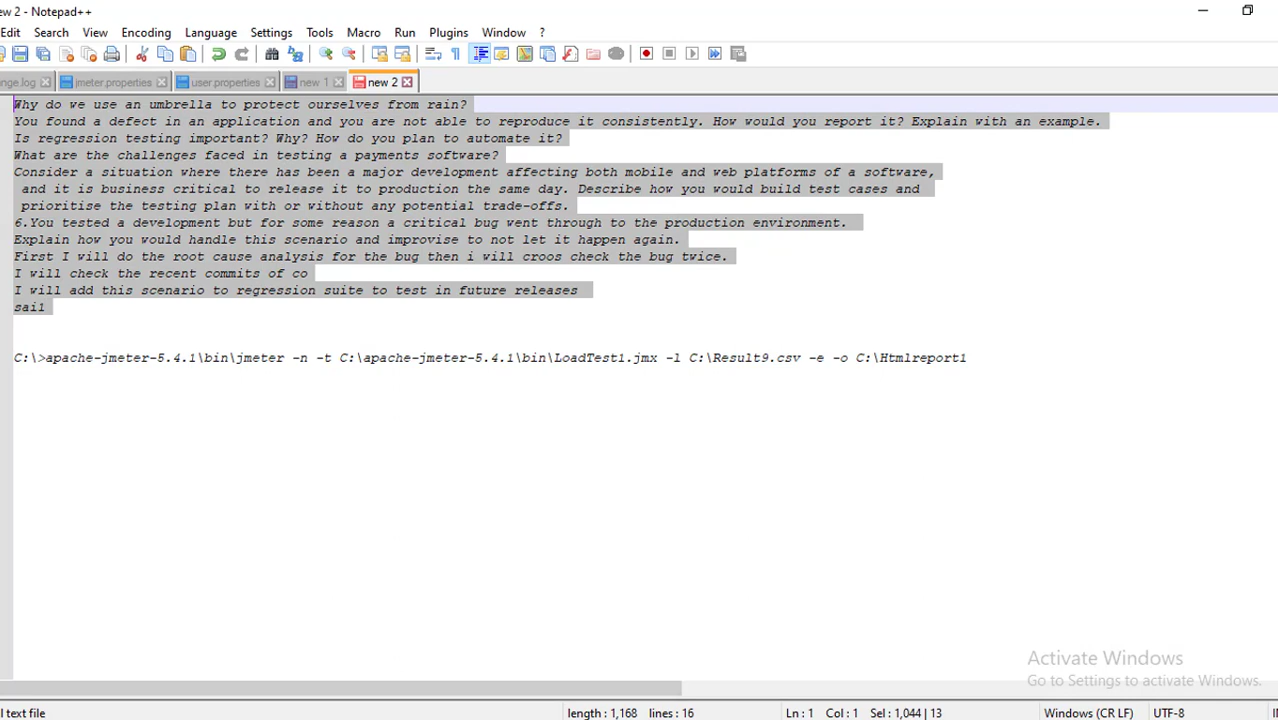 ew 2 - Notepad++
Edit Search View Encoding Language Settings Tools Macro Run Plugins Window ?
nge.log jmeter.properties user.properties new 1 new 2
Why do we use an umbrella to protect ourselves from rain?
You found a defect in an application and you are not able to reproduce it consistently. How would you report it? Explain with an example.
Is regression testing important? Why? How do you plan to automate it?
What are the challenges faced in testing a payments software?
Consider a situation where there has been a major development affecting both mobile and web platforms of a software,
and it is business critical to release it to production the same day. Describe how you would build test cases and
prioritise the testing plan with or without any potential trade-offs.
6.You tested a development but for some reason a critical bug went through to the production environment.
Explain how you would handle this scenario and improvise to not let it happen again.
First I will do the root cause analysis for the bug then i will croos check the bug twice.
I will check the recent commits of co
I will add this scenario to regression suite to test in future releases
sail
C:\>apache-jmeter-5.4.1\bin\jmeter -n -t C:\apache-jmeter-5.4.1\bin\LoadTest1.jmx -l C:\Result9.csv -e -o C:\Htmlreport1
Activate Windows
Go to Settings to activate Windows.
l text file length : 1,168 lines : 16 Ln : 1 Col : 1 Sel : 1,044 | 13 Windows (CR LF) UTF-8 IN